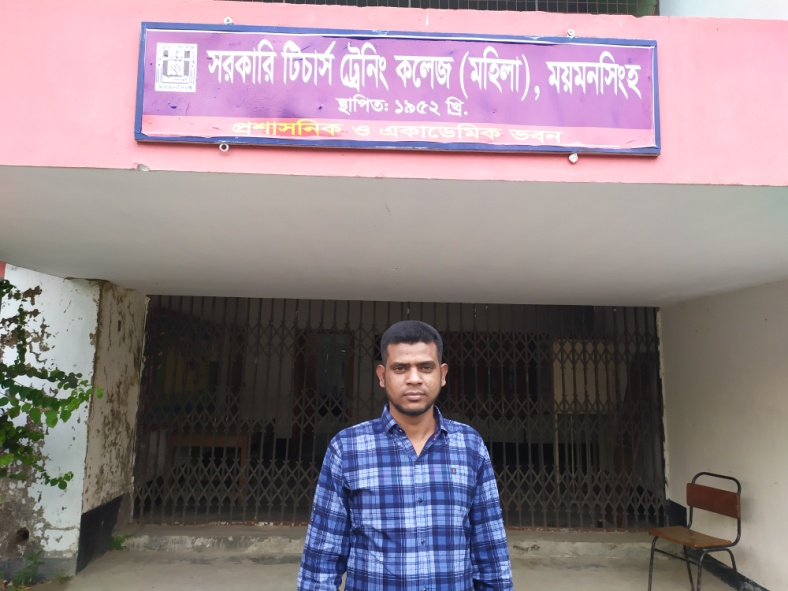 সরকারি টিচার্স ট্রেনিং কলেজ (মহিলা), ময়মনসিংহ
স্থাপিত: ১৯৫২ খ্রি.
প্রশাসনিক ও একাডেমিক ভবন